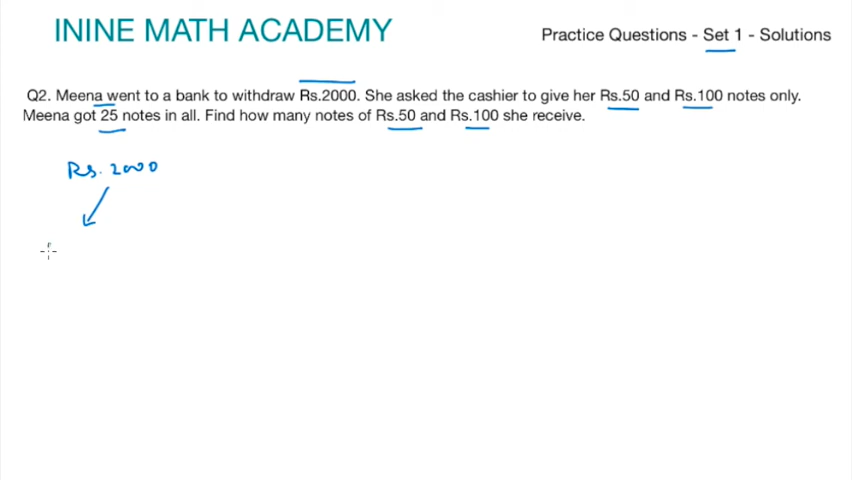 ININE MATH ACADEMY
Practice Questions - Set 1 - Solutions
Q2. Meena went to a bank to withdraw Rs.2000. She asked the cashier to give her Rs.50 and Rs.100 notes only.
Meena got 25 notes in all. Find how many notes of Rs.50 and Rs.100 she receive.
Rs. 2000